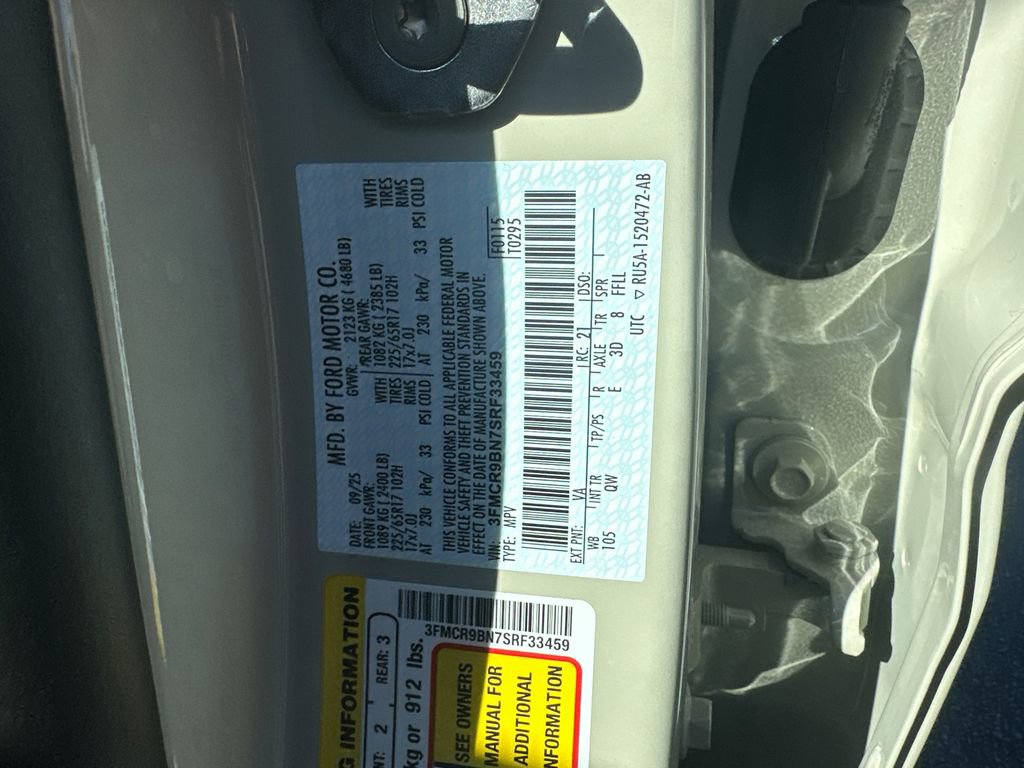 MFD. BY FORD MOTOR CO.
DATE: 09/25 GVWR: 2123 KG ( 4680 LB)
FRONT GAWR: REAR GAWR:
1089 KG ( 2400 LB) WITH 1082 KG ( 2385 LB) WITH
225/65R17 102H TIRES 225/65R17 102H TIRES
17x7.0J RIMS 17x7.0J RIMS
AT 230 kPa/ 33 PSI COLD AT 230 kPa/ 33 PSI COLD
THIS VEHICLE CONFORMS TO ALL APPLICABLE FEDERAL MOTOR
VEHICLE SAFETY AND THEFT PREVENTION STANDARDS IN
EFFECT ON THE DATE OF MANUFACTURE SHOWN ABOVE.
VIN: 3FMCR9BN7SRF33459 F0115
TYPE: MPV T0295
EXT PNT: VA RC: 21 DSO:
WB INT TR TP/PS R AXLE TR SPR
105 QW E 3D 8 FFLL
UTC ▽ RU5A-1520472-AB
G INFORMATION
NT: 2 REAR: 3
kg or 912 lbs.
3FMCR9BN7SRF33459
SEE OWNERS
MANUAL FOR
ADDITIONAL
INFORMATION